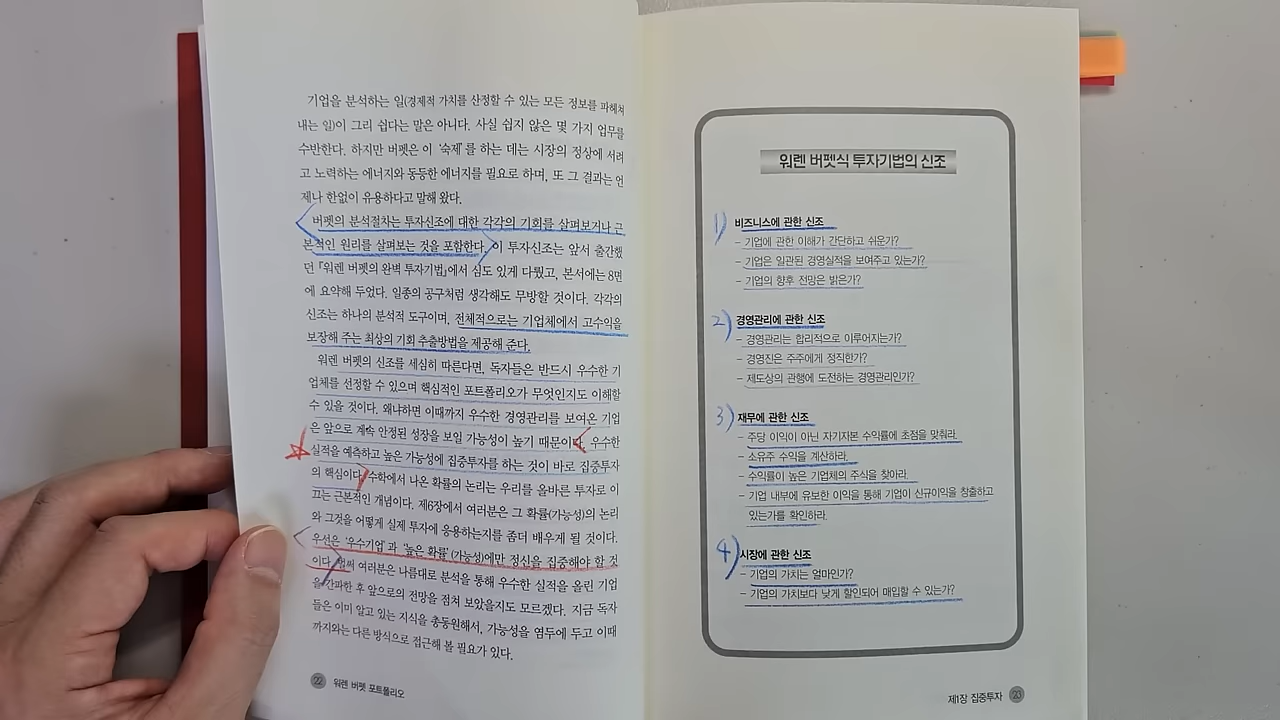 기업을 분석하는 일(경제적 가치를 산정할 수 있는 모든 정보를 파헤쳐
내는 일)이 그리 쉽다는 말은 아니다. 사실 쉽지 않은 몇 가지 업무를
수반한다. 하지만 버펫은 이 '숙제'를 하는 데는 시장의 정상에 서려
고 노력하는 에너지와 동등한 에너지를 필요로 하며, 또 그 결과는 언
제나 한없이 유용하다고 말해 왔다.
버펫의 분석절차는 투자신조에 대한 각각의 기회를 살펴보거나 근
본적인 원리를 살펴보는 것을 포함한다. 이 투자신조는 앞서 출간했
던 『워렌 버펫의 완벽 투자기법』에서 심도 있게 다뤘고, 본서에는 8면
에 요약해 두었다. 일종의 공구처럼 생각해도 무방할 것이다. 각각의
신조는 하나의 분석적 도구이며, 전체적으로는 기업체에서 고수익을
보장해 주는 최상의 기회 추출방법을 제공해 준다.
워렌 버펫의 신조를 세심히 따른다면, 독자들은 반드시 우수한 기
업체를 선정할 수 있으며 핵심적인 포트폴리오가 무엇인지도 이해할
수 있을 것이다. 왜냐하면 이때까지 우수한 경영관리를 보여온 기업
은 앞으로 계속 안정된 성장을 보일 가능성이 높기 때문이다. 우수한
실적을 예측하고 높은 가능성에 집중투자를 하는 것이 바로 집중투자
의 핵심이다. 수학에서 나온 확률의 논리는 우리를 올바른 투자로 이
끄는 근본적인 개념이다. 제6장에서 여러분은 그 확률(가능성)의 논리
와 그것을 어떻게 실제 투자에 응용하는지를 좀더 배우게 될 것이다.
우선은 '우수기업'과 '높은 확률'(가능성)에만 정신을 집중해야 할 것
이다. 벌써 여러분은 나름대로 분석을 통해 우수한 실적을 올린 기업
을 간파한 후 앞으로의 전망을 점쳐 보았을지도 모르겠다. 지금 독자
들은 이미 알고 있는 지식을 총동원해서, 가능성을 염두에 두고 이때
까지와는 다른 방식으로 접근해 볼 필요가 있다.
22 워렌 버펫 포트폴리오
워렌 버펫식 투자기법의 신조
1) 비즈니스에 관한 신조
– 기업에 관한 이해가 간단하고 쉬운가?
– 기업은 일관된 경영실적을 보여주고 있는가?
– 기업의 향후 전망은 밝은가?
2) 경영관리에 관한 신조
– 경영관리는 합리적으로 이루어지는가?
– 경영진은 주주에게 정직한가?
– 제도상의 관행에 도전하는 경영관리인가?
3) 재무에 관한 신조
– 주당 이익이 아닌 자기자본 수익률에 초점을 맞춰라.
– 소유주 수익을 계산하라.
– 수익률이 높은 기업체의 주식을 찾아라.
– 기업 내부에 유보한 이익을 통해 기업이 신규이익을 창출하고
있는가를 확인하라.
4) 시장에 관한 신조
– 기업의 가치는 얼마인가?
– 기업의 가치보다 낮게 할인되어 매입할 수 있는가?
제1장 집중투자 23